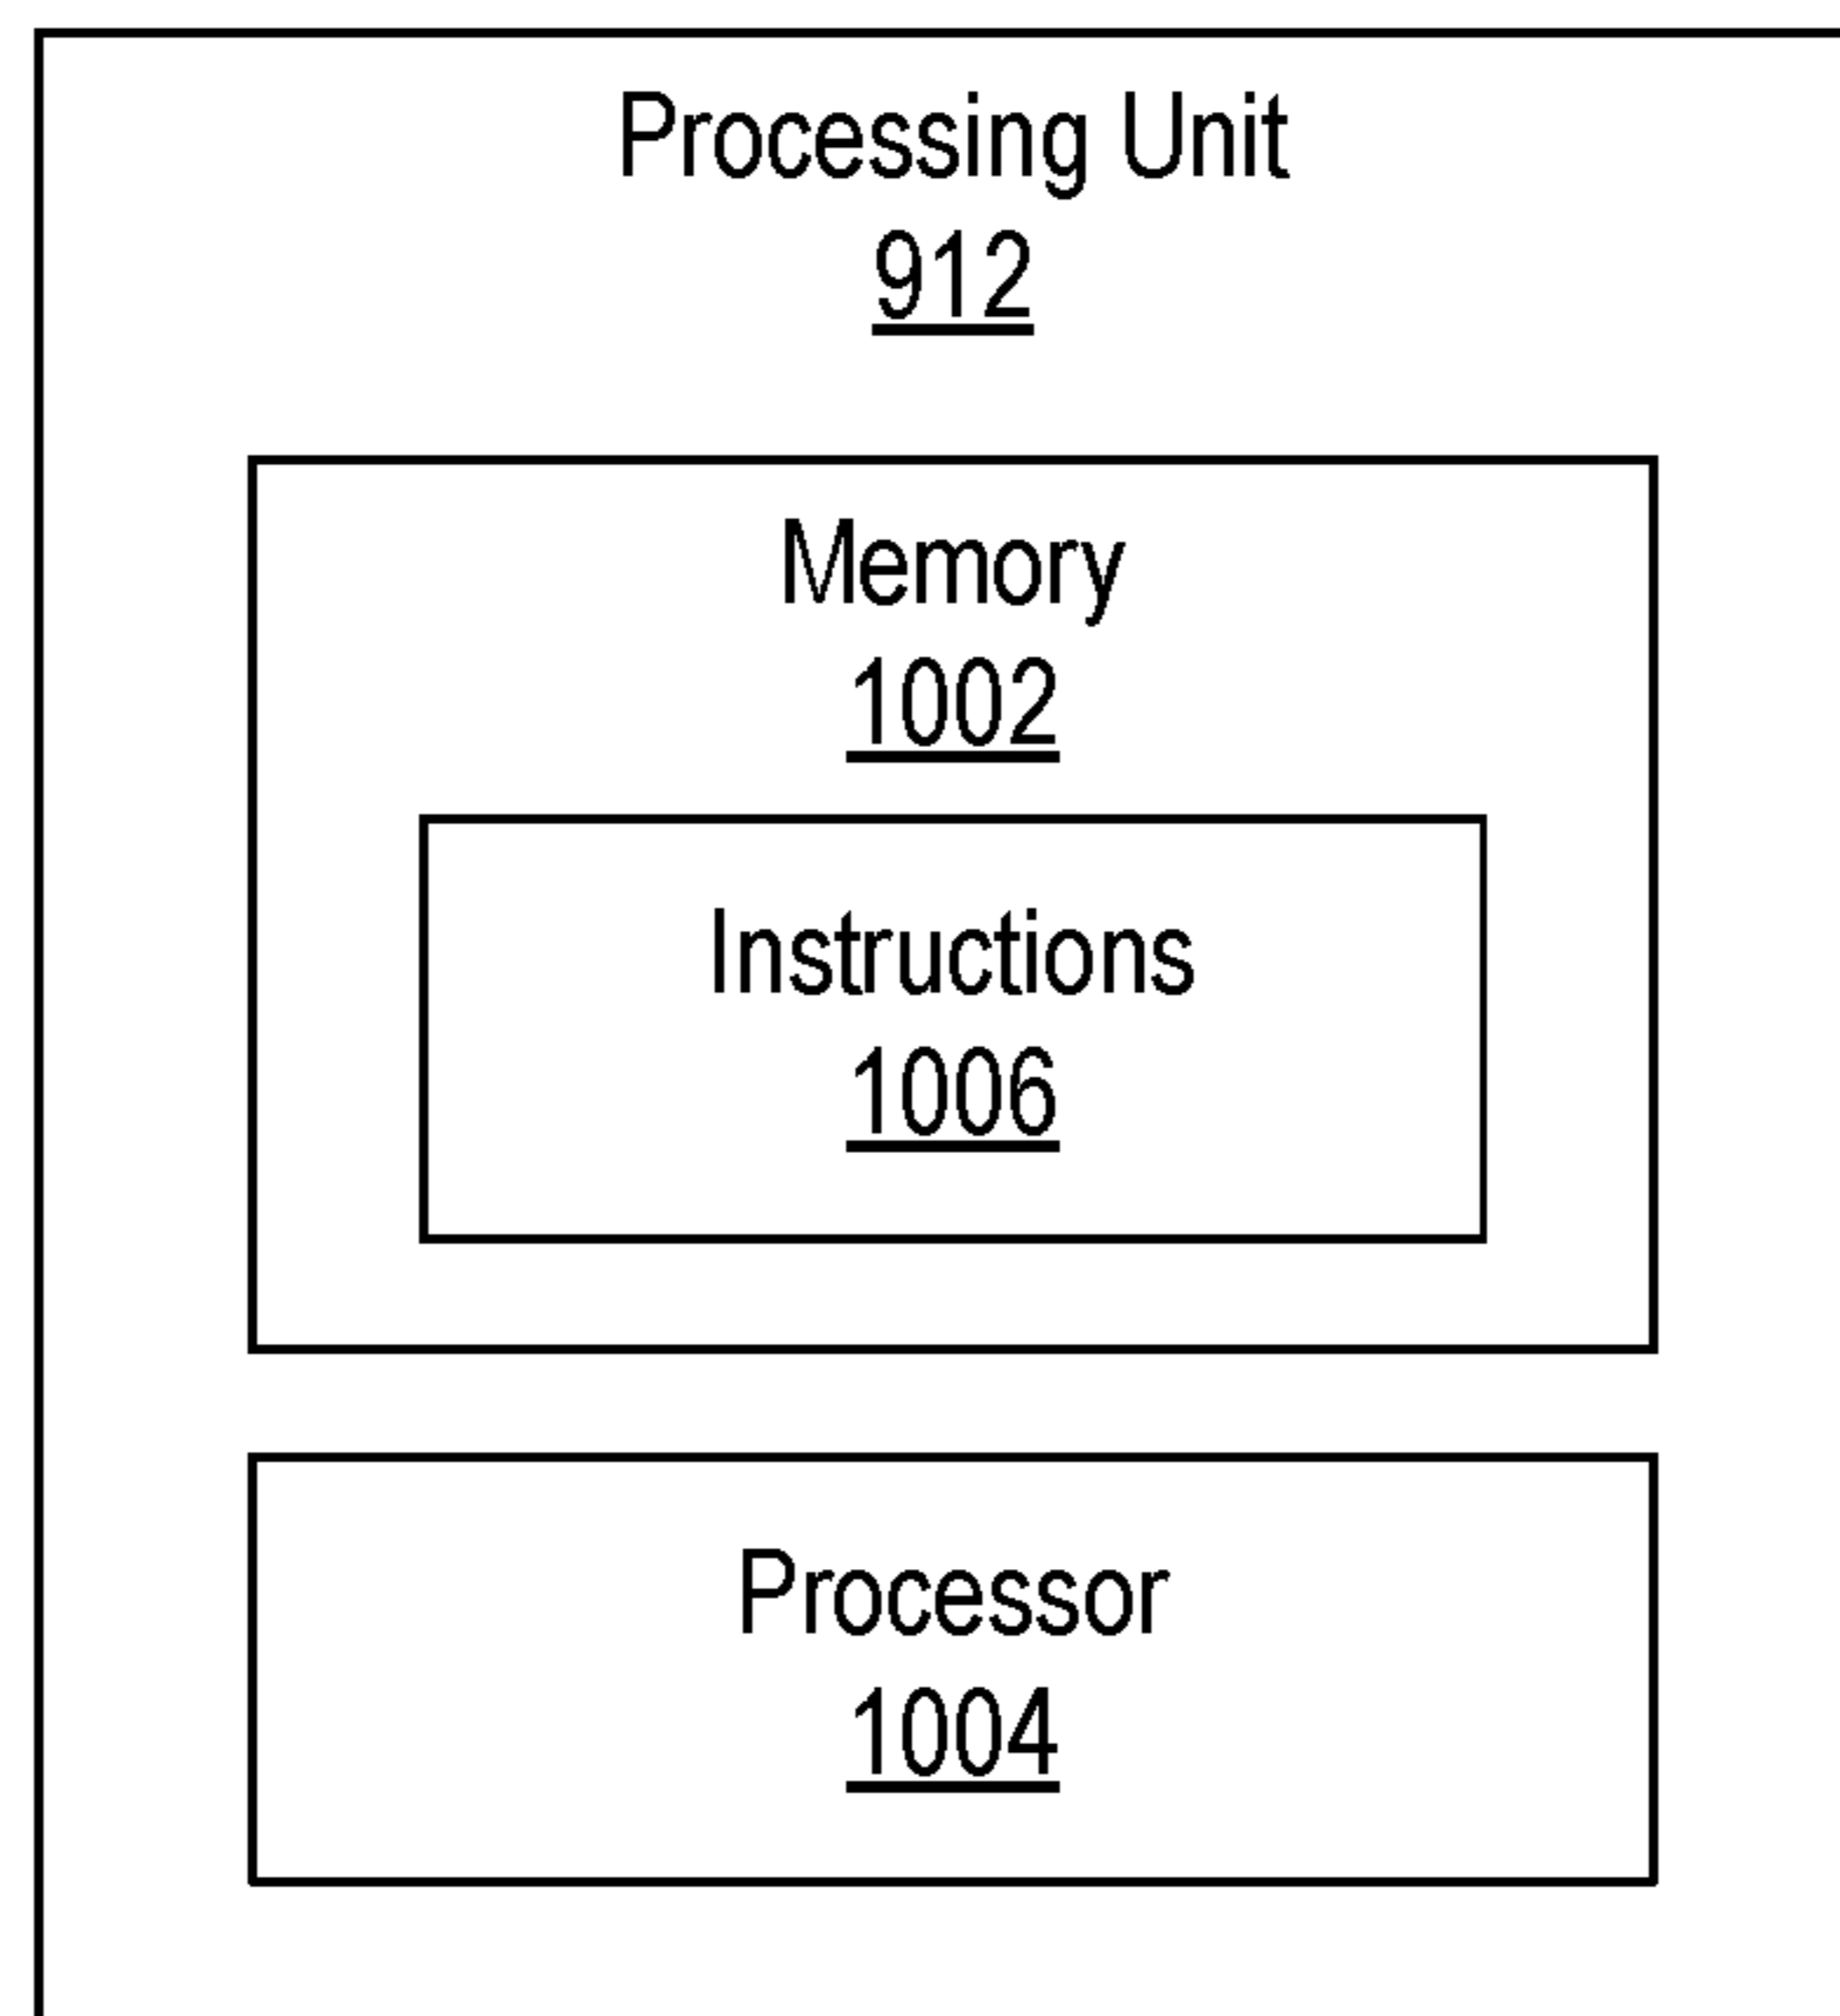 Processing Unit
912
Memory
1002
Instructions
1006
Processor
1004